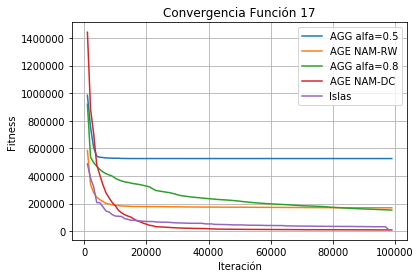 Convergencia Función 17
1400000
1200000
1000000
800000
600000
400000
200000
0
Fitness
AGG alfa=0.5
AGE NAM-RW
AGG alfa=0.8
AGE NAM-DC
Islas
0 20000 40000 60000 80000 100000
Iteración